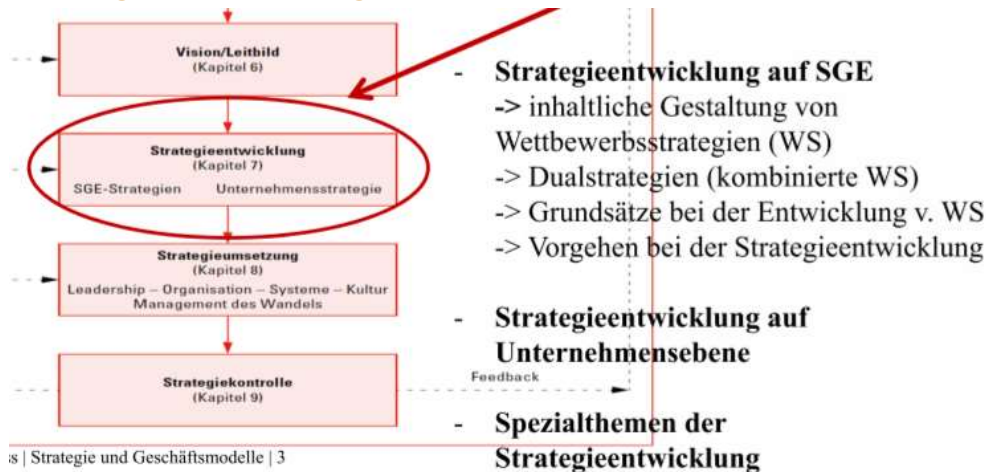 Vision/Leitbild
(Kapitel 6)
Strategieentwicklung
(Kapitel 7)
SGE-Strategien Unternehmensstrategie
Strategieumsetzung
(Kapitel 8)
Leadership – Organisation – Systeme – Kultur
Management des Wandels
Strategiekontrolle
(Kapitel 9)
Feedback
- Strategieentwicklung auf SGE
-> inhaltliche Gestaltung von
Wettbewerbsstrategien (WS)
-> Dualstrategien (kombinierte WS)
-> Grundsätze bei der Entwicklung v. WS
-> Vorgehen bei der Strategieentwicklung
- Strategieentwicklung auf
Unternehmensebene
- Spezialthemen der
Strategieentwicklung
| Strategie und Geschäftsmodelle | 3